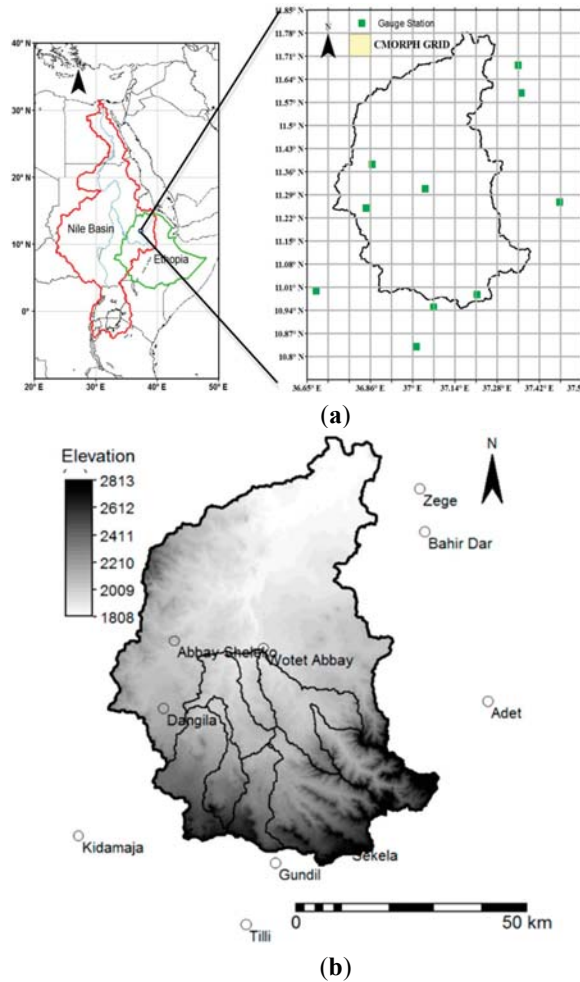 40° N
30° N
20° N
10° N
0°
20° E
30° E
40° E
50° E
60° E
Nile Basin
Ethiopia
11.85° N
11.78° N
11.71° N
11.64° N
11.57° N
11.5° N
11.43° N
11.36° N
11.29° N
11.22° N
11.15° N
11.08° N
11.01° N
10.94° N
10.87° N
10.8° N
N
Gauge Station
CMORPH GRID
36.65° E
36.86° E
37° E
37.14° E
37.28° E
37.42° E
(a)
Elevation
2813
2612
2411
2210
2009
1808
N
Zege
Bahir Dar
Abbay Sheleko
Wotet Abbay
Dangila
Adet
Kidamaja
Sekela
Gundil
Tilli
0
50 km
(b)